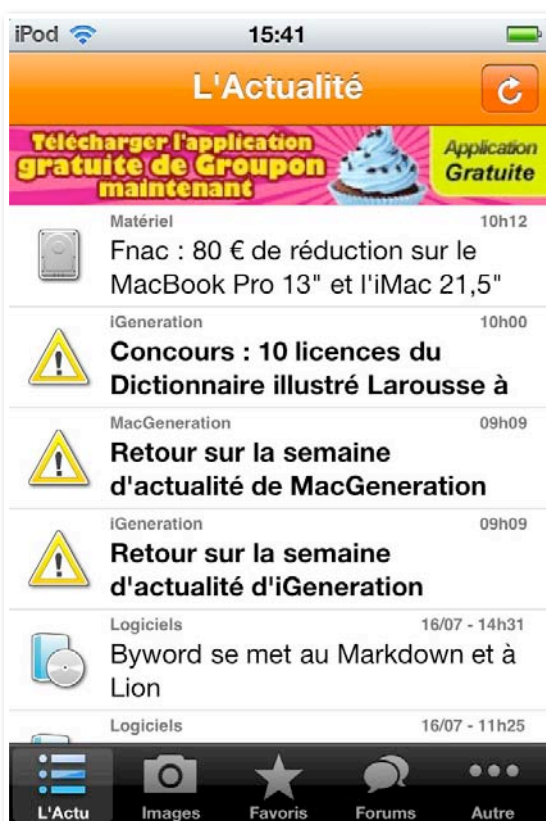 iPod 15:41
L'Actualité
Télécharger l'application
gratuite de Groupon
maintenant
Application
Gratuite
Matériel 10h12
Fnac : 80 € de réduction sur le
MacBook Pro 13" et l'iMac 21,5"
iGeneration 10h00
Concours : 10 licences du
Dictionnaire illustré Larousse à
MacGeneration 09h09
Retour sur la semaine
d'actualité de MacGeneration
iGeneration 09h09
Retour sur la semaine
d'actualité d'iGeneration
Logiciels 16/07 - 14h31
Byword se met au Markdown et à
Lion
Logiciels 16/07 - 11h25
L'Actu Images Favoris Forums Autre